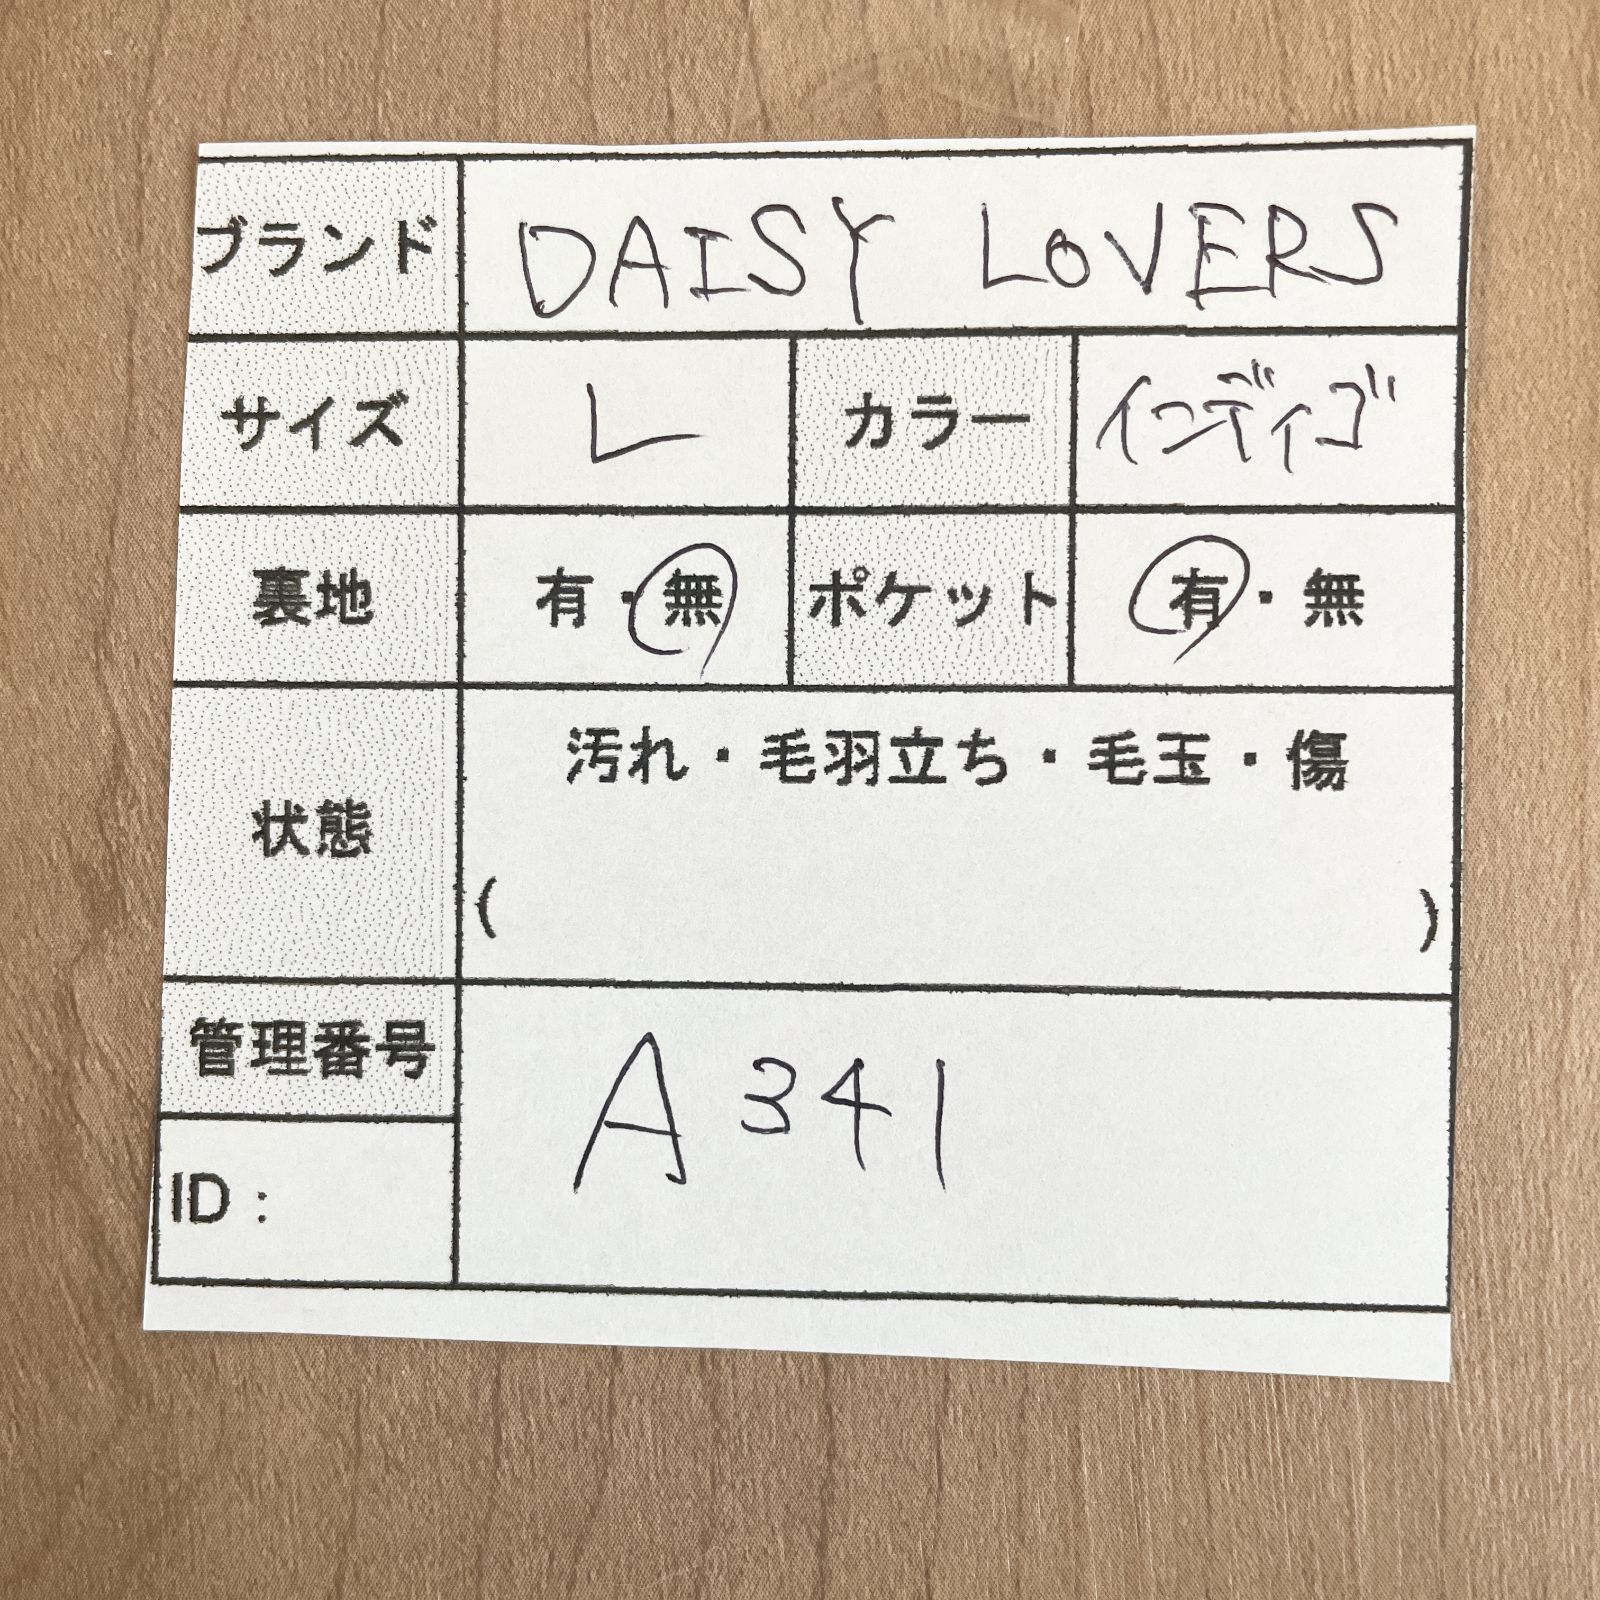 ブランド DAISY LOVERS
サイズ L カラー インディゴ
裏地 有・無 ポケット 有・無
状態 汚れ・毛羽立ち・毛玉・傷
( )
管理番号 A341
ID：